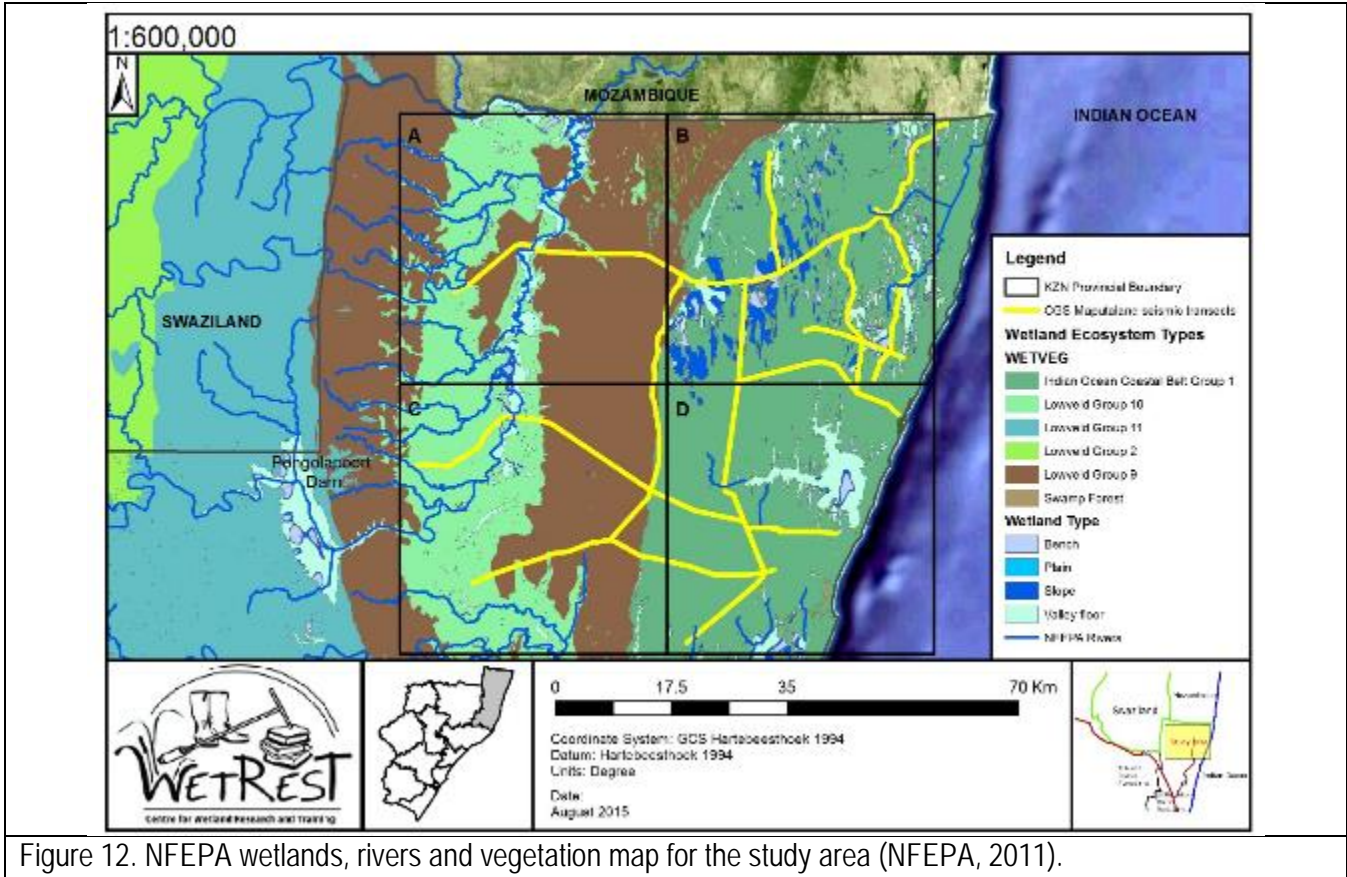 1:600,000
N
MOZAMBIQUE
INDIAN OCEAN
A
B
SWAZILAND
C
D
Pongolapoort
Dam
Legend
KZN Provincial Boundary
CGS Maputaland seismic transects
Wetland Ecosystem Types
WETVEG
Indian Ocean Coastal Belt Group 1
Lowveld Group 10
Lowveld Group 11
Lowveld Group 2
Lowveld Group 9
Swamp Forest
Wetland Type
Bench
Plain
Slope
Valley floor
NFEPA Rivers
WETREST
Centre for Wetland Research and Training
0 17.5 35 70 Km
Coordinate System: GCS Hartebeesthoek 1994
Datum: Hartebeesthoek 1994
Units: Degree
Date:
August 2015
Swaziland
Indian Ocean
Figure 12. NFEPA wetlands, rivers and vegetation map for the study area (NFEPA, 2011).